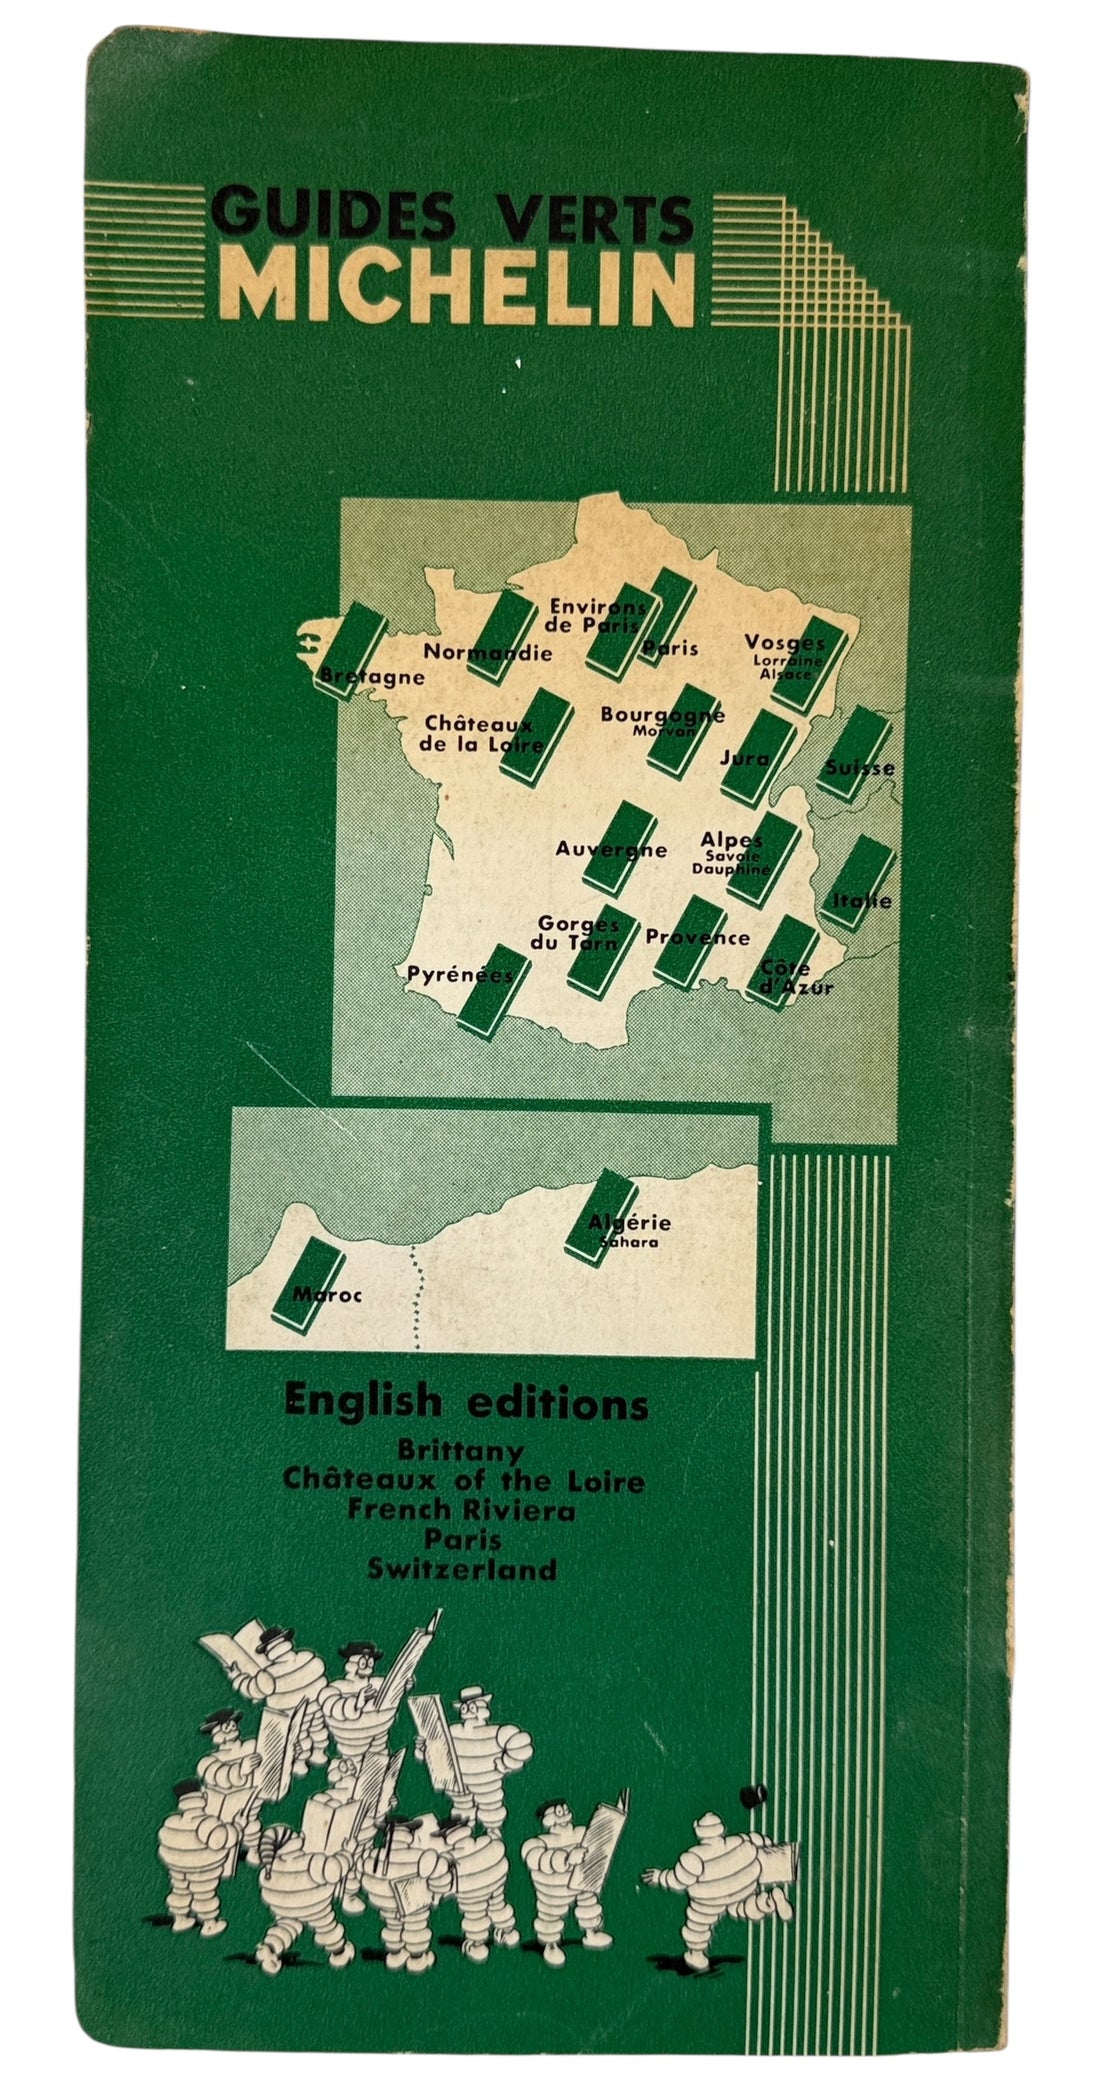 GUIDES VERTS
MICHELIN
Environs
de Paris
Paris
Vosges
Lorraine
Alsace
Normandie
Bretagne
Châteaux
de la Loire
Bourgogne
Morvan
Jura
Suisse
Auvergne
Alpes
Savoie
Dauphiné
Italie
Gorges
du Tarn
Provence
Pyrénées
Côte
d'Azur
Algérie
Sahara
Maroc
English editions
Brittany
Châteaux of the Loire
French Riviera
Paris
Switzerland